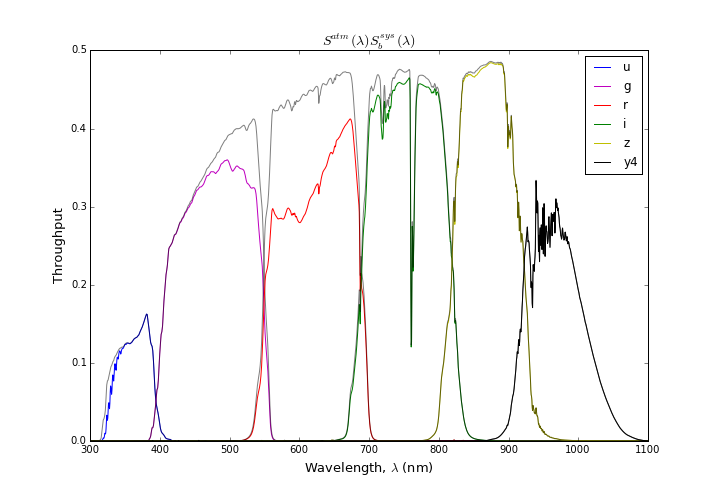 S^{atm}(λ)S_b^{sys}(λ)
0.5
0.4
0.3
0.2
0.1
0.0
Throughput
300 400 500 600 700 800 900 1000 1100
Wavelength, λ (nm)
u
g
r
i
z
y4